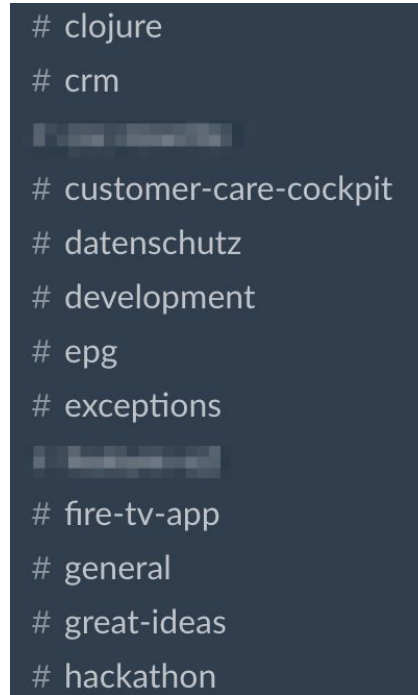 # clojure
# crm
# customer-care-cockpit
# datenschutz
# development
# epg
# exceptions
# fire-tv-app
# general
# great-ideas
# hackathon